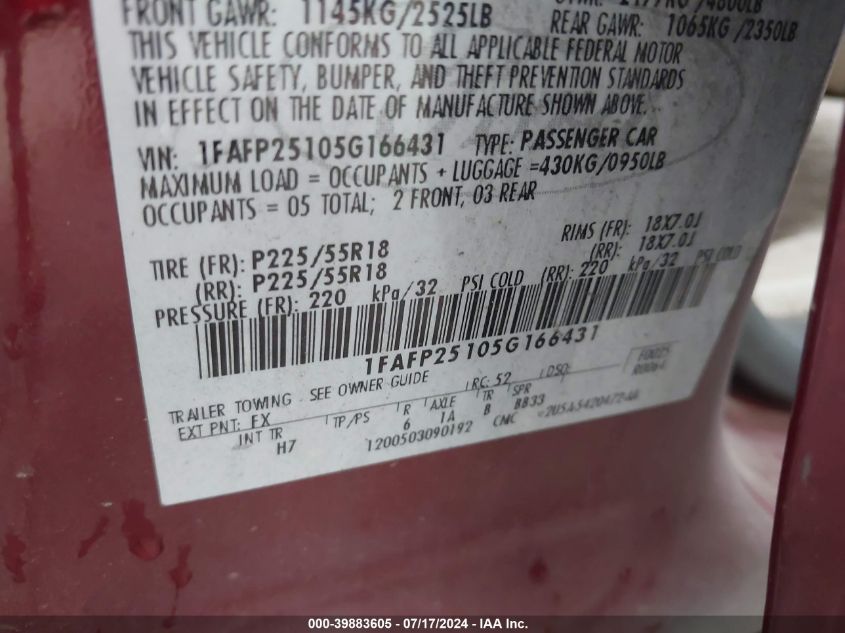 FRONT GAWR: 1145KG/2525LB
REAR GAWR: 1065KG/2350LB
THIS VEHICLE CONFORMS TO ALL APPLICABLE FEDERAL MOTOR
VEHICLE SAFETY, BUMPER, AND THEFT PREVENTION STANDARDS
IN EFFECT ON THE DATE OF MANUFACTURE SHOWN ABOVE.
VIN: 1FAFP25105G166431 TYPE: PASSENGER CAR
MAXIMUM LOAD = OCCUPANTS + LUGGAGE =430KG/0950LB
OCCUPANTS = 05 TOTAL; 2 FRONT, 03 REAR
TIRE (FR): P225/55R18 RIMS (FR): 18X7.0J
(RR): P225/55R18 (RR): 18X7.0J
PRESSURE (FR): 220 kPa/32 PSI COLD (RR): 220 kPa/32 PSI COLD
1FAFP25105G166431
TRAILER TOWING - SEE OWNER GUIDE RC: 52 DSO:
EXT PNT: FX TP/PS R AXLE TR SPR
INT TR H7 6 1A B BB33
1200503090192 CMC
000-39883605 - 07/17/2024 - IAA Inc.